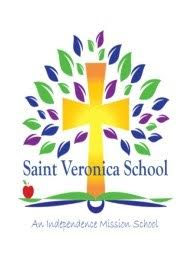 Saint Veronica School
An Independence Mission School